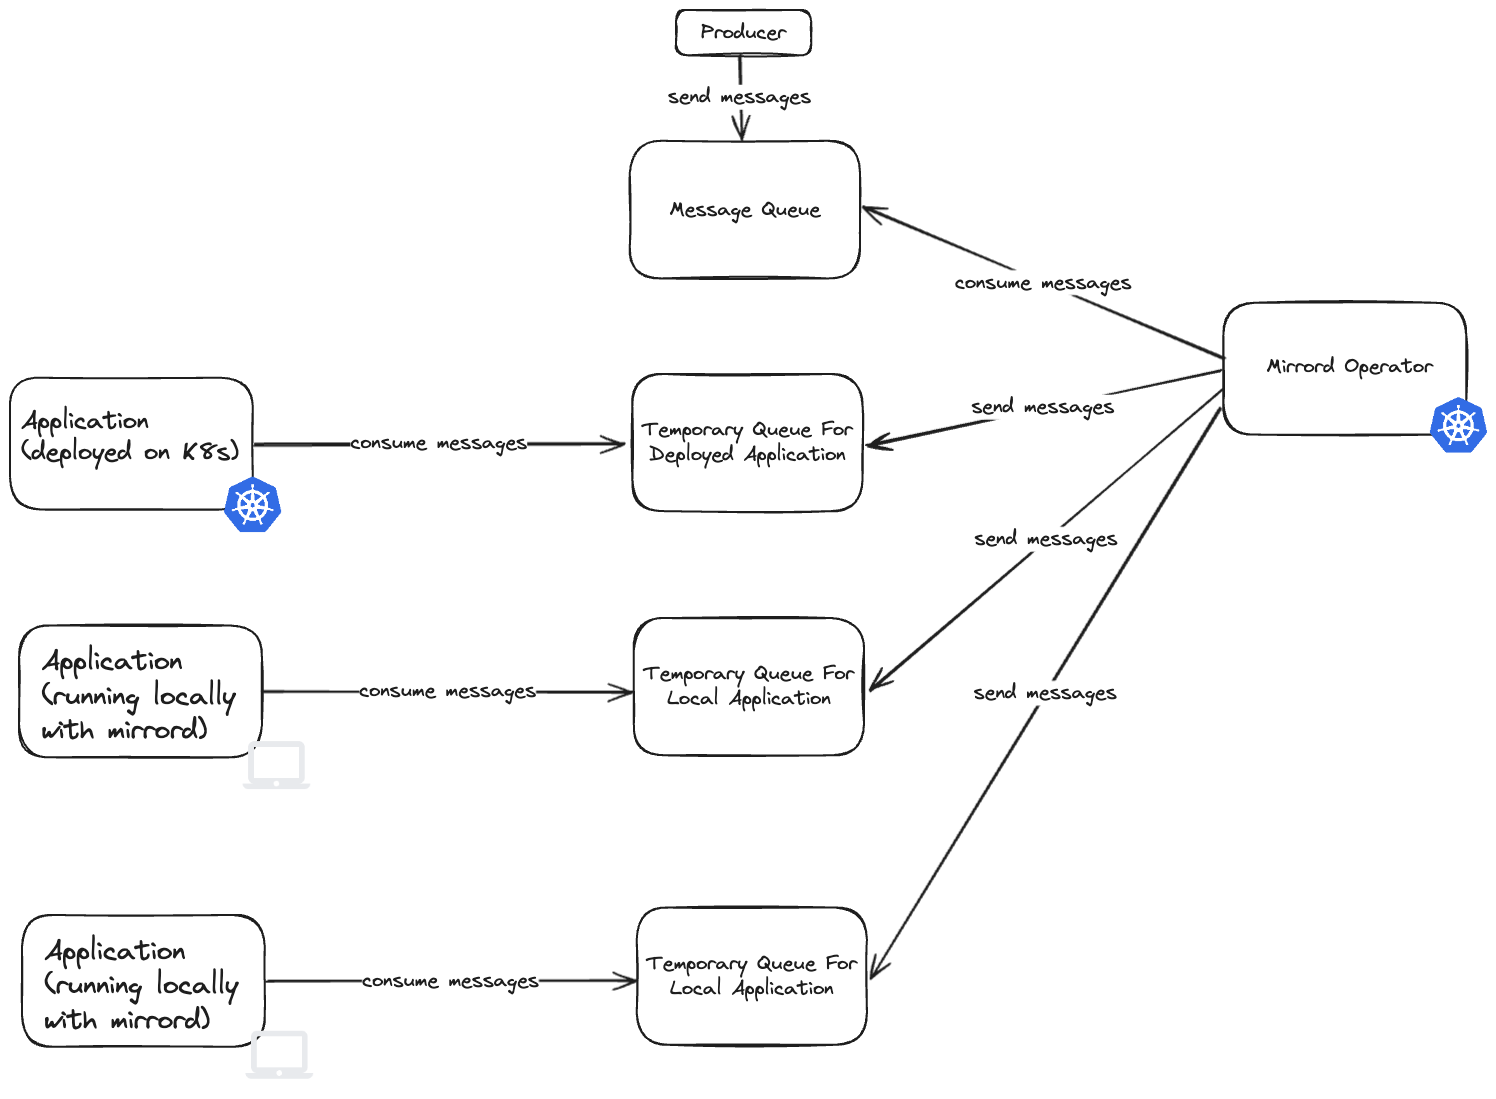 Producer
send messages
Message Queue
consume messages
Mirrord Operator
Application
(deployed on K8s)
consume messages
Temporary Queue For
Deployed Application
send messages
send messages
Application
(running locally
with mirrord)
consume messages
Temporary Queue For
Local Application
send messages
Application
(running locally
with mirrord)
consume messages
Temporary Queue For
Local Application